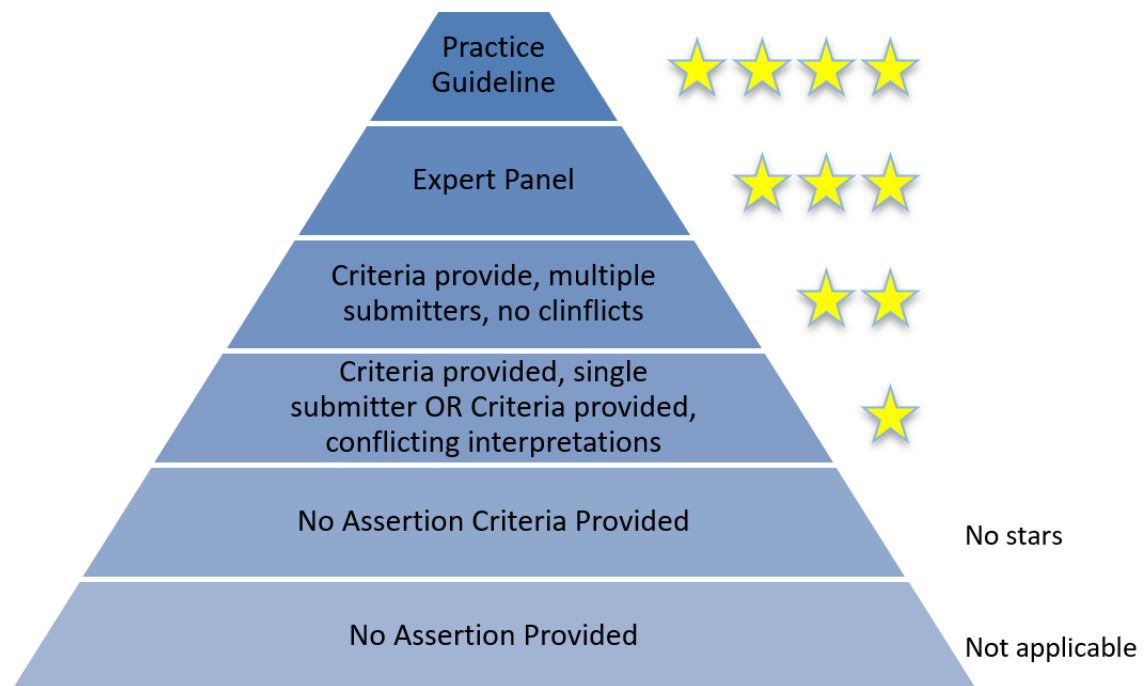 Practice
Guideline
Expert Panel
Criteria provide, multiple
submitters, no clinflicts
Criteria provided, single
submitter OR Criteria provided,
conflicting interpretations
No Assertion Criteria Provided
No stars
No Assertion Provided
Not applicable